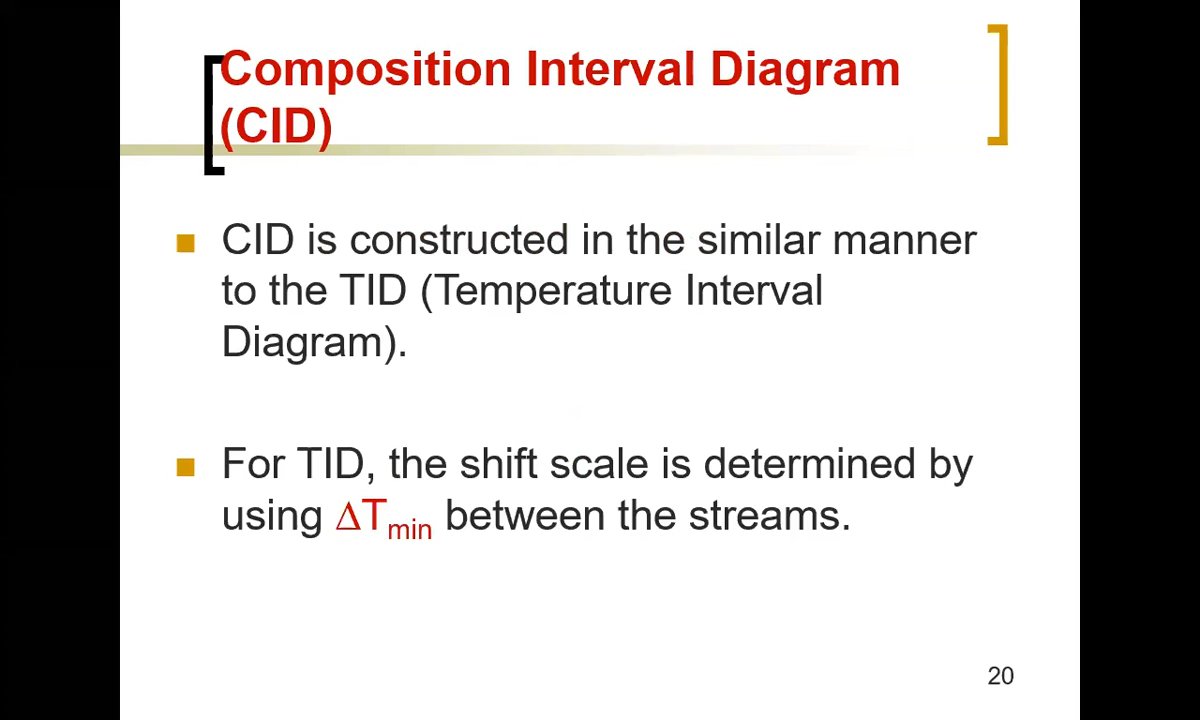 Composition Interval Diagram
(CID)
CID is constructed in the similar manner
to the TID (Temperature Interval
Diagram).
For TID, the shift scale is determined by
using ΔTmin between the streams.
20